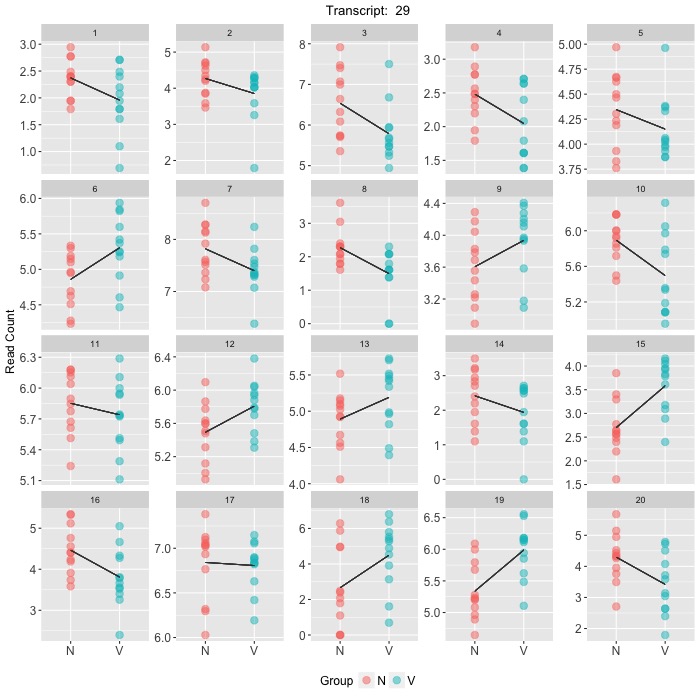 Transcript: 29
1 2 3 4 5
3.0 5 8 3.0 5.00
2.5 4 7 2.5 4.75
2.0 3 6 2.0 4.50
1.5 2 5 1.5 4.25
1.0 4.00
3.75
6 7 8 9 10
6.0 8 3 4.4 6.0
5.5 7 2 4.0 5.6
5.0 1 3.6 5.2
4.5 0 3.2
Read Count
11 12 13 14 15
6.3 6.4 5.5 3 4.0
6.0 6.0 5.0 2 3.5
5.7 5.6 4.5 1 3.0
5.4 5.2 4.0 0 2.5
5.1 2.0
1.5
16 17 18 19 20
5 7.0 6 6.5 5
4 6.5 4 6.0 4
3 6.0 2 5.5 3
0 5.0 2
N V N V N V N V N V
Group N V